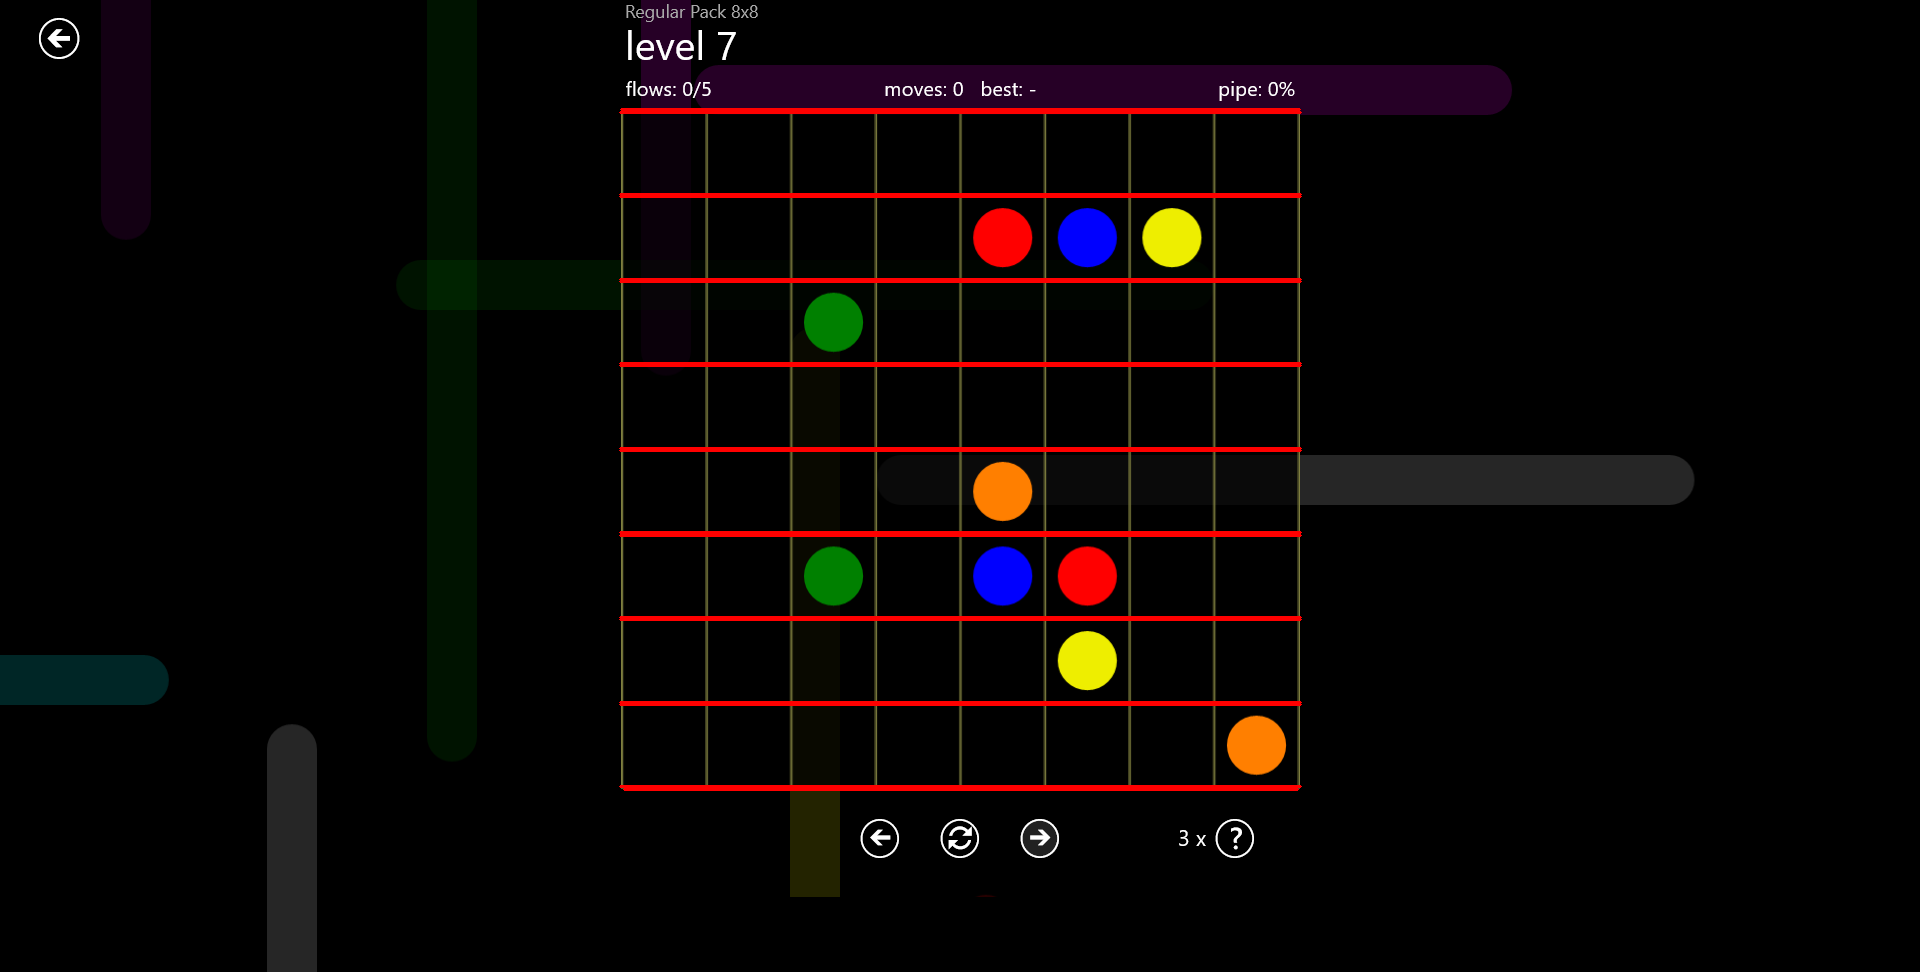 Regular Pack 8x8
level 7
flows: 0/5 moves: 0 best: - pipe: 0%
3 x ?